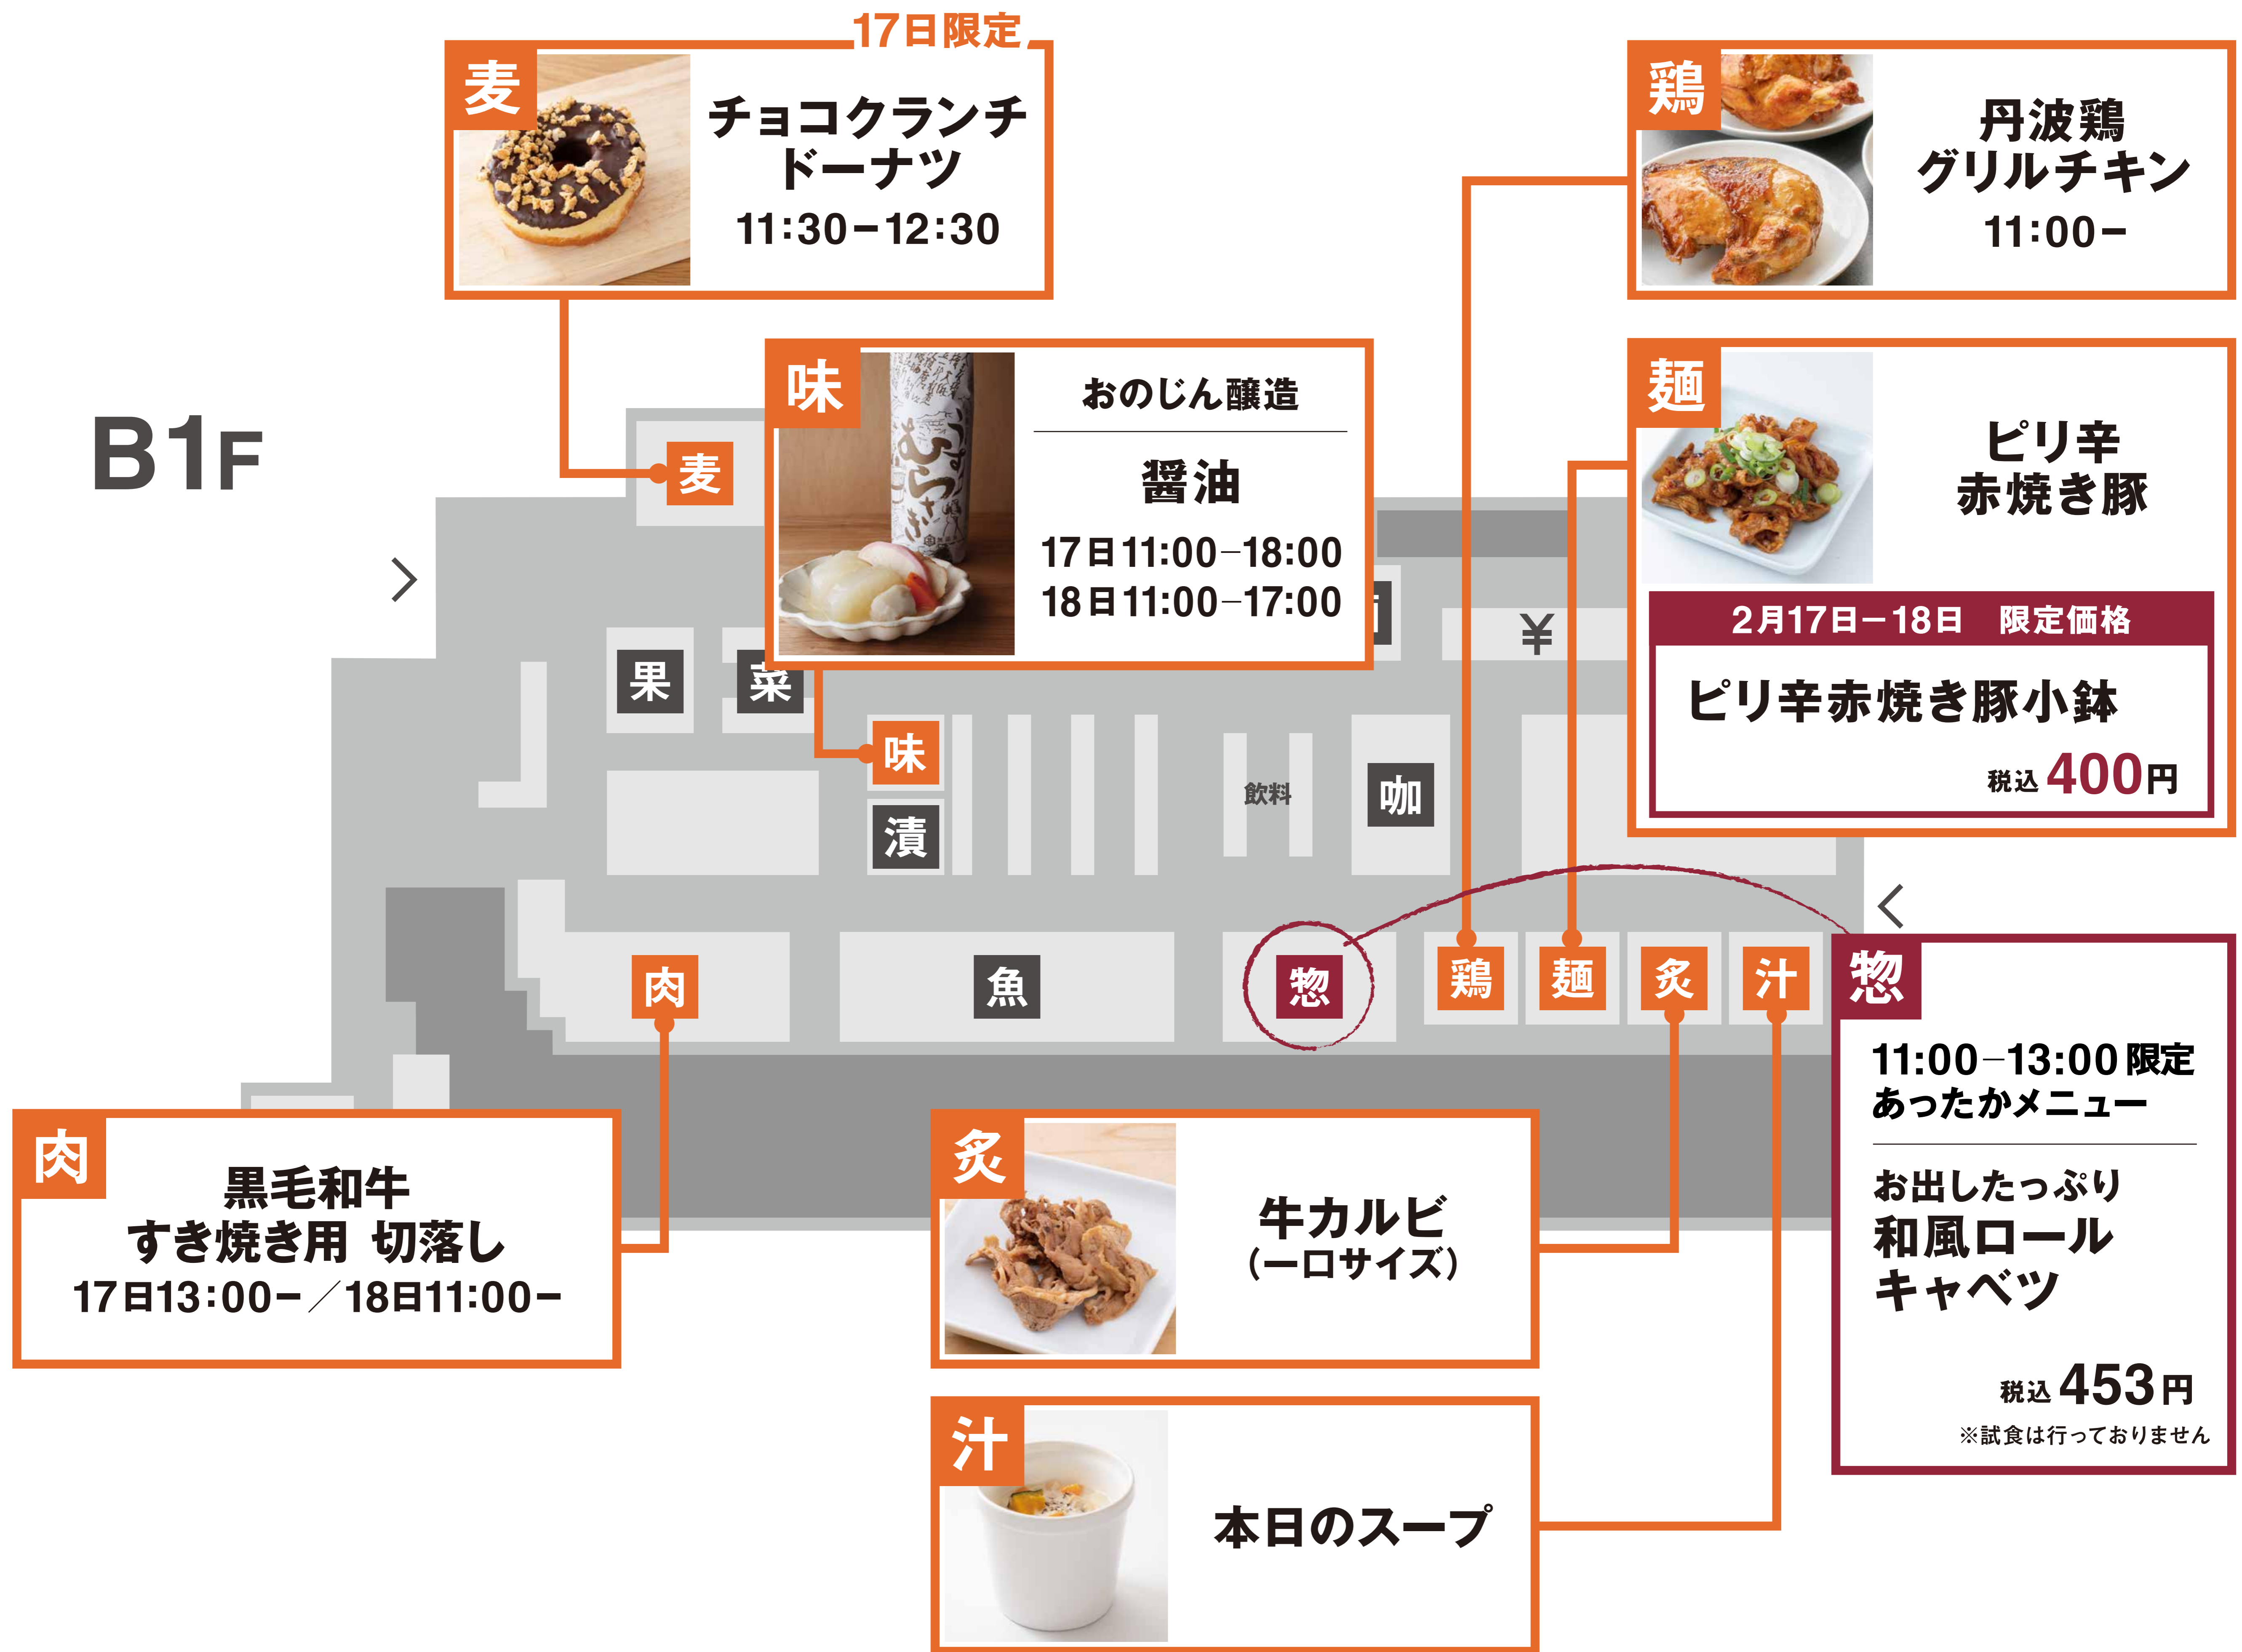 17日限定
麦
チョコクランチ
ドーナツ
11:30-12:30
鶏
丹波鶏
グリルチキン
11:00-
B1F
味
おのじん醸造
醤油
17日11:00-18:00
18日11:00-17:00
むらさき
麺
ピリ辛
赤焼き豚
2月17日-18日 限定価格
ピリ辛赤焼き豚小鉢
税込400円
麦
¥
果
菜
味
漬
飲料
咖
肉
魚
惣
鶏
麺
炙
汁
惣
11:00-13:00限定
あったかメニュー
お出したっぷり
和風ロール
キャベツ
税込453円
※試食は行っておりません
肉
黒毛和牛
すき焼き用 切落し
17日13:00-/18日11:00-
炙
牛カルビ
(一口サイズ)
汁
本日のスープ